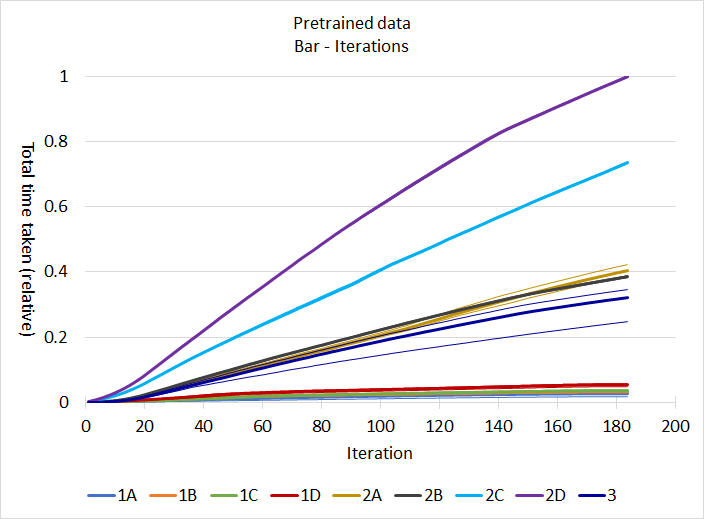 Pretrained data
Bar - Iterations
1
0.8
0.6
0.4
0.2
0
Total time taken (relative)
0 20 40 60 80 100 120 140 160 180 200
Iteration
1A 1B 1C 1D 2A 2B 2C 2D 3